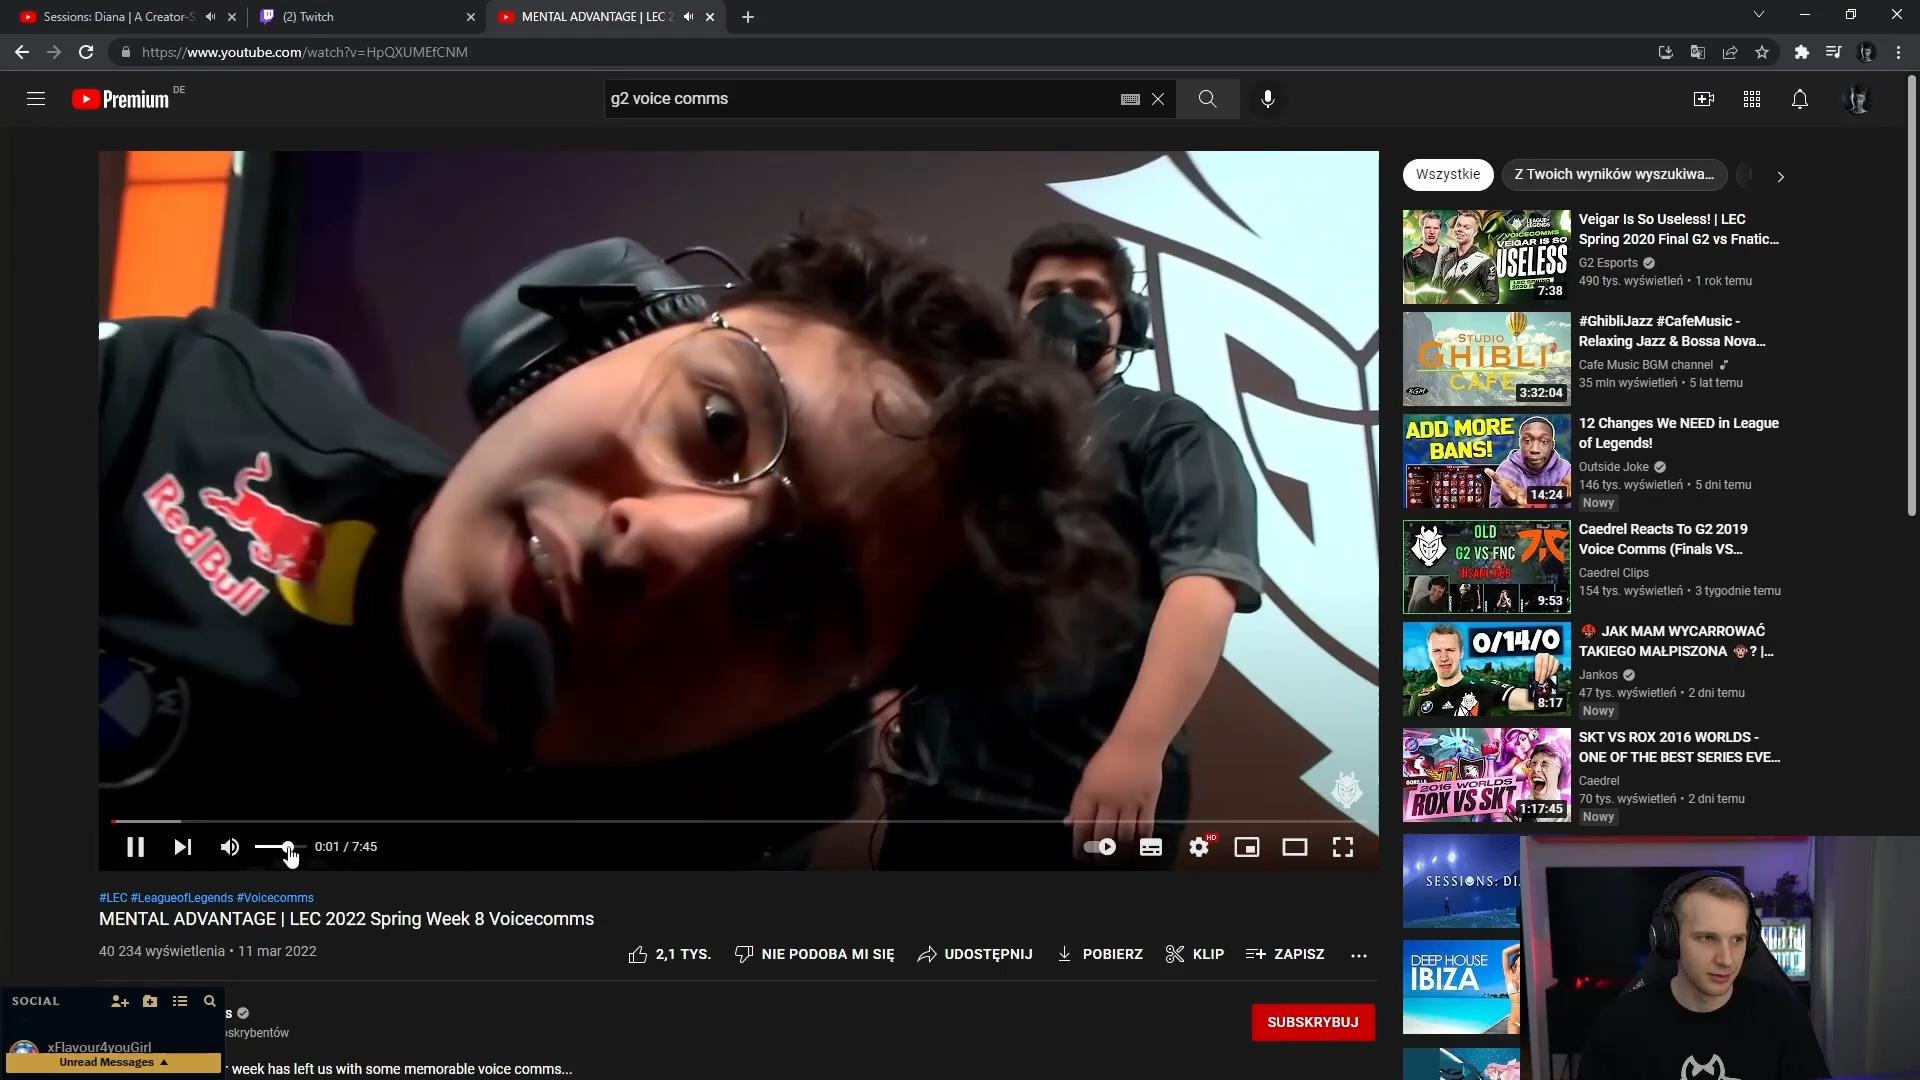 Sessions: Diana | A Creator-S
(2) Twitch
MENTAL ADVANTAGE | LEC 2
https://www.youtube.com/watch?v=HpQXUMEfCNM
Premium DE
g2 voice comms
RedBull
0:01 / 7:45
HD
#LEC #LeagueofLegends #Voicecomms
MENTAL ADVANTAGE | LEC 2022 Spring Week 8 Voicecomms
40 234 wyświetlenia • 11 mar 2022
2,1 TYS.
NIE PODOBA MI SIĘ
UDOSTĘPNIJ
POBIERZ
KLIP
ZAPISZ
SUBSKRYBUJ
skrybentów
week has left us with some memorable voice comms...
SOCIAL
xFlavour4youGirl
Unread Messages
Wszystkie
Z Twoich wyników wyszukiwa...
VOICECOMMS
VEIGAR IS SO
USELESS
7:38
Veigar Is So Useless! | LEC
Spring 2020 Final G2 vs Fnatic...
G2 Esports
490 tys. wyświetleń • 1 rok temu
STUDIO
GHIBLI
CAFE
BGM
3:32:04
#GhibliJazz #CafeMusic -
Relaxing Jazz & Bossa Nova...
Cafe Music BGM channel
35 mln wyświetleń • 5 lat temu
ADD MORE
BANS!
14:24
12 Changes We NEED in League
of Legends!
Outside Joke
146 tys. wyświetleń • 5 dni temu
Nowy
OLD
G2 VS FNC
INSANE BO5
9:53
Caedrel Reacts To G2 2019
Voice Comms (Finals VS...
Caedrel Clips
154 tys. wyświetleń • 3 tygodnie temu
0/14/0
8:17
JAK MAM WYCARROWAĆ
TAKIEGO MAŁPISZONA ? |...
Jankos
47 tys. wyświetleń • 2 dni temu
Nowy
2016 WORLDS
ROX VS SKT
1:17:45
SKT VS ROX 2016 WORLDS -
ONE OF THE BEST SERIES EVE...
Caedrel
70 tys. wyświetleń • 2 dni temu
Nowy
SESSIONS: DI
DEEP HOUSE
IBIZA